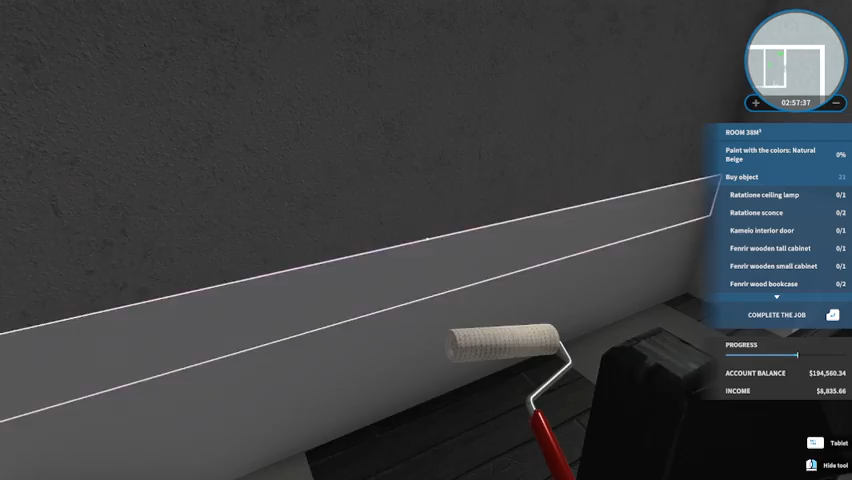 02:57:37
ROOM 38M²
Paint with the colors: Natural
Beige
0%
Buy object
21
Ratatione ceiling lamp 0/1
Ratatione sconce 0/2
Kameio interior door 0/1
Fenrir wooden tall cabinet 0/1
Fenrir wooden small cabinet 0/1
Fenrir wood bookcase 0/2
COMPLETE THE JOB
PROGRESS
ACCOUNT BALANCE $194,560.34
INCOME $8,835.66
Tablet
Hide tool